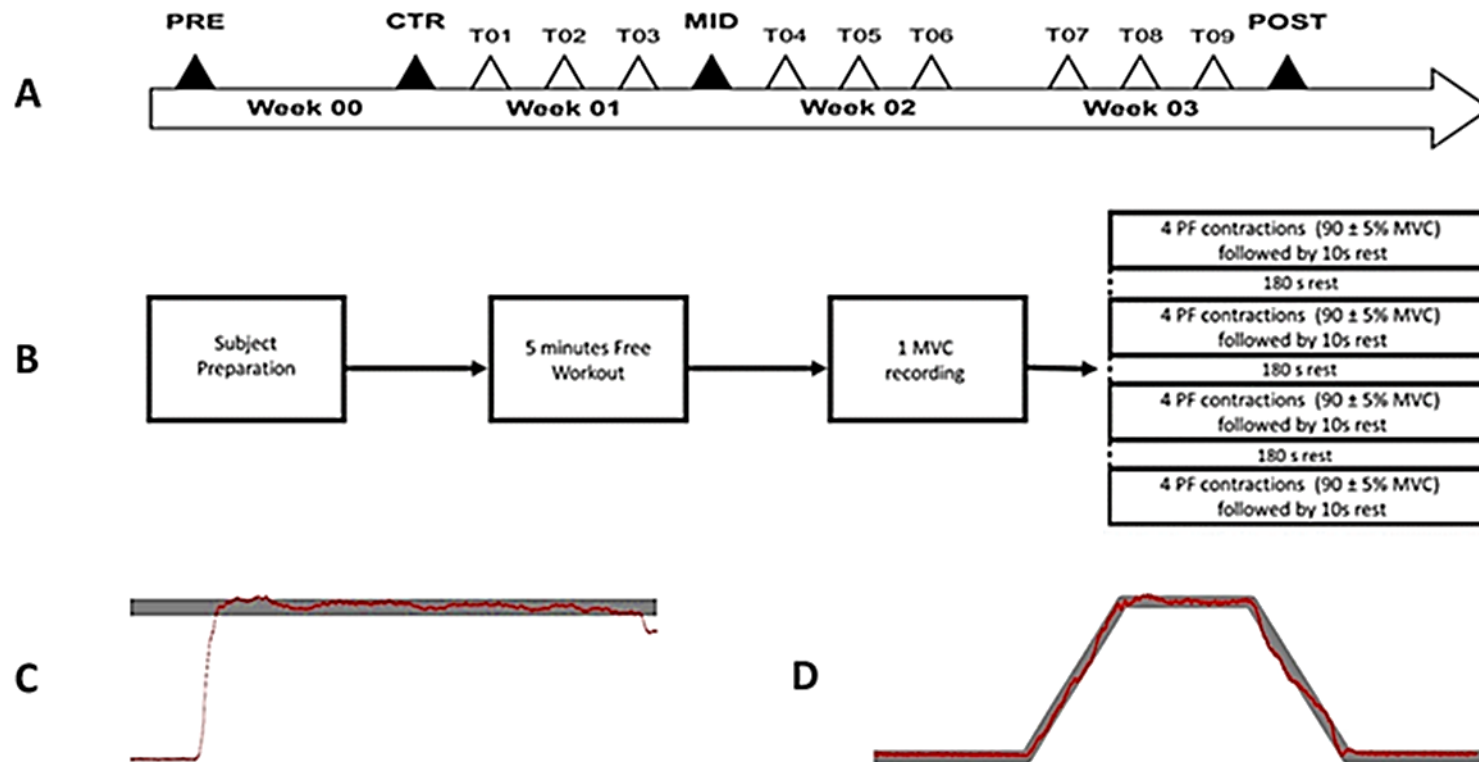 PRE CTR T01 T02 T03 MID T04 T05 T06 T07 T08 T09 POST
A
Week 00 Week 01 Week 02 Week 03
4 PF contractions (90 ± 5% MVC)
followed by 10s rest
180 s rest
4 PF contractions (90 ± 5% MVC)
followed by 10s rest
180 s rest
4 PF contractions (90 ± 5% MVC)
followed by 10s rest
180 s rest
4 PF contractions (90 ± 5% MVC)
followed by 10s rest
B
Subject
Preparation
5 minutes Free
Workout
1 MVC
recording
C
D